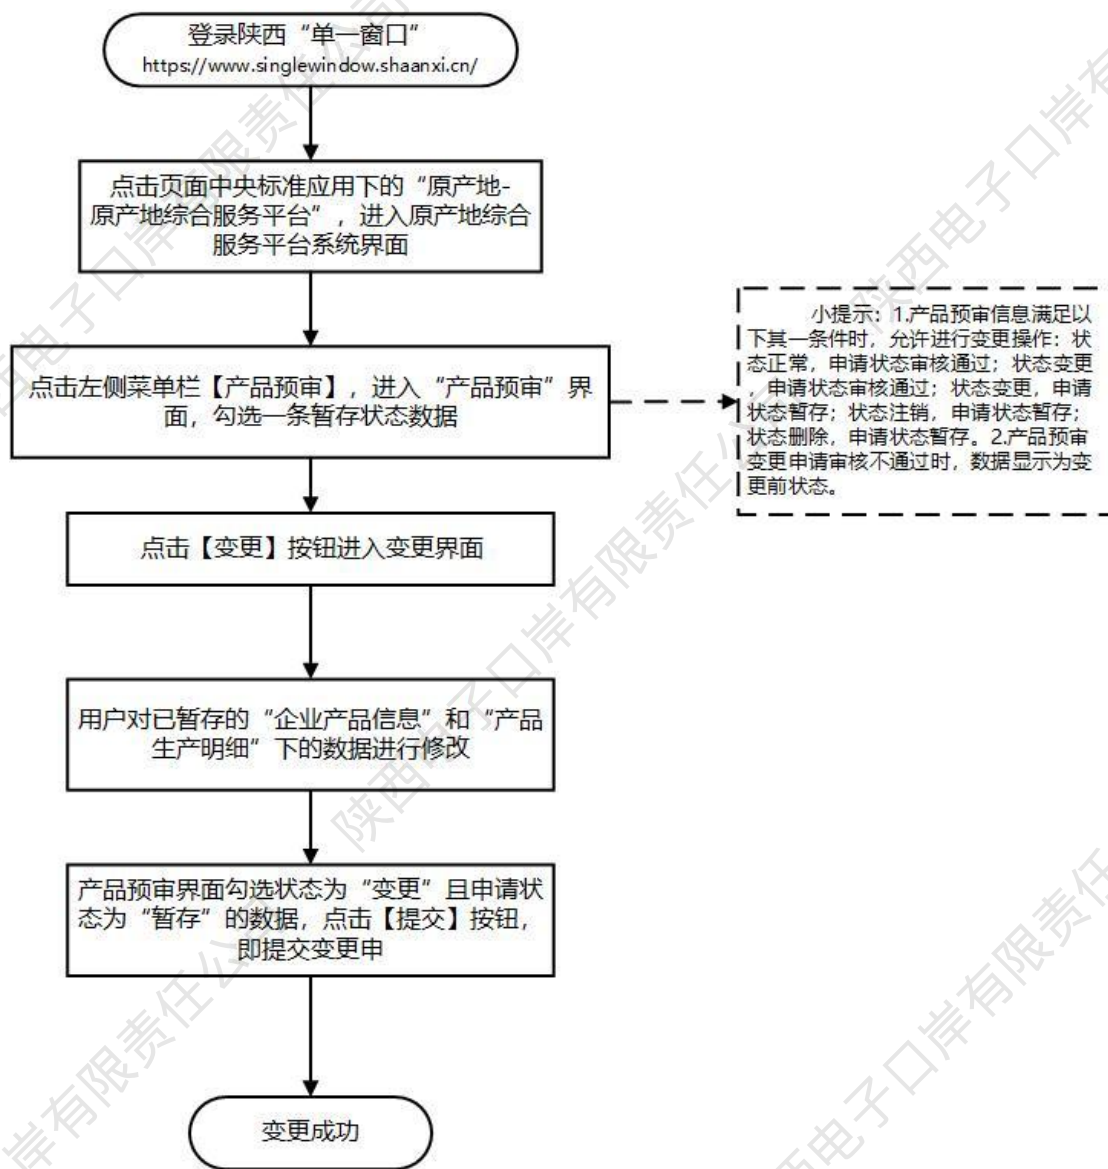 登录陕西“单一窗口”
https://www.singlewindow.shaanxi.cn/
点击页面中央标准应用下的“原产地-
原产地综合服务平台”，进入原产地综合
服务平台系统界面
点击左侧菜单栏【产品预审】，进入“产品预审”界
面，勾选一条暂存状态数据
小提示：1.产品预审信息满足以
下其一条件时，允许进行变更操作：状
态正常，申请状态审核通过；状态变更
，申请状态审核通过；状态变更，申请
状态暂存；状态注销，申请状态暂存；
状态删除，申请状态暂存。2.产品预审
变更申请审核不通过时，数据显示为变
更前状态。
点击【变更】按钮进入变更界面
用户对已暂存的“企业产品信息”和“产品
生产明细”下的数据进行修改
产品预审界面勾选状态为“变更”且申请状
态为“暂存”的数据，点击【提交】按钮，
即提交变更申
变更成功
陕西电子口岸有限责任公司